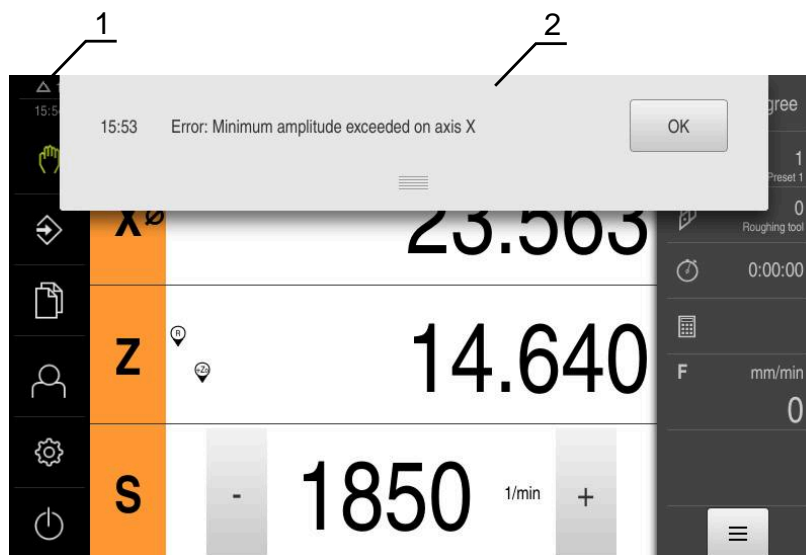 1
2
15:53 Error: Minimum amplitude exceeded on axis X OK
gree
1
Preset 1
X 23.563
0
Roughing tool
0:00:00
Z R 14.640
F mm/min
0
S - 1850 1/min +